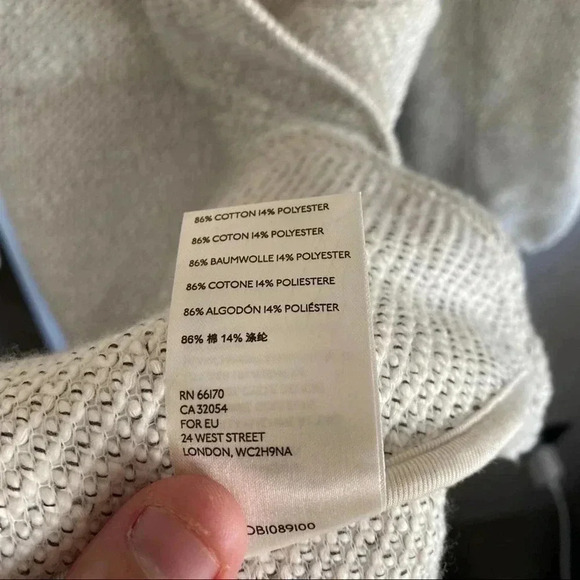 86% COTTON 14% POLYESTER
86% COTON 14% POLYESTER
86% BAUMWOLLE 14% POLYESTER
86% COTONE 14% POLIESTERE
86% ALGODÓN 14% POLIÉSTER
86% 棉 14% 涤纶
RN 66170
CA 32054
FOR EU
24 WEST STREET
LONDON, WC2H9NA
OB1089100